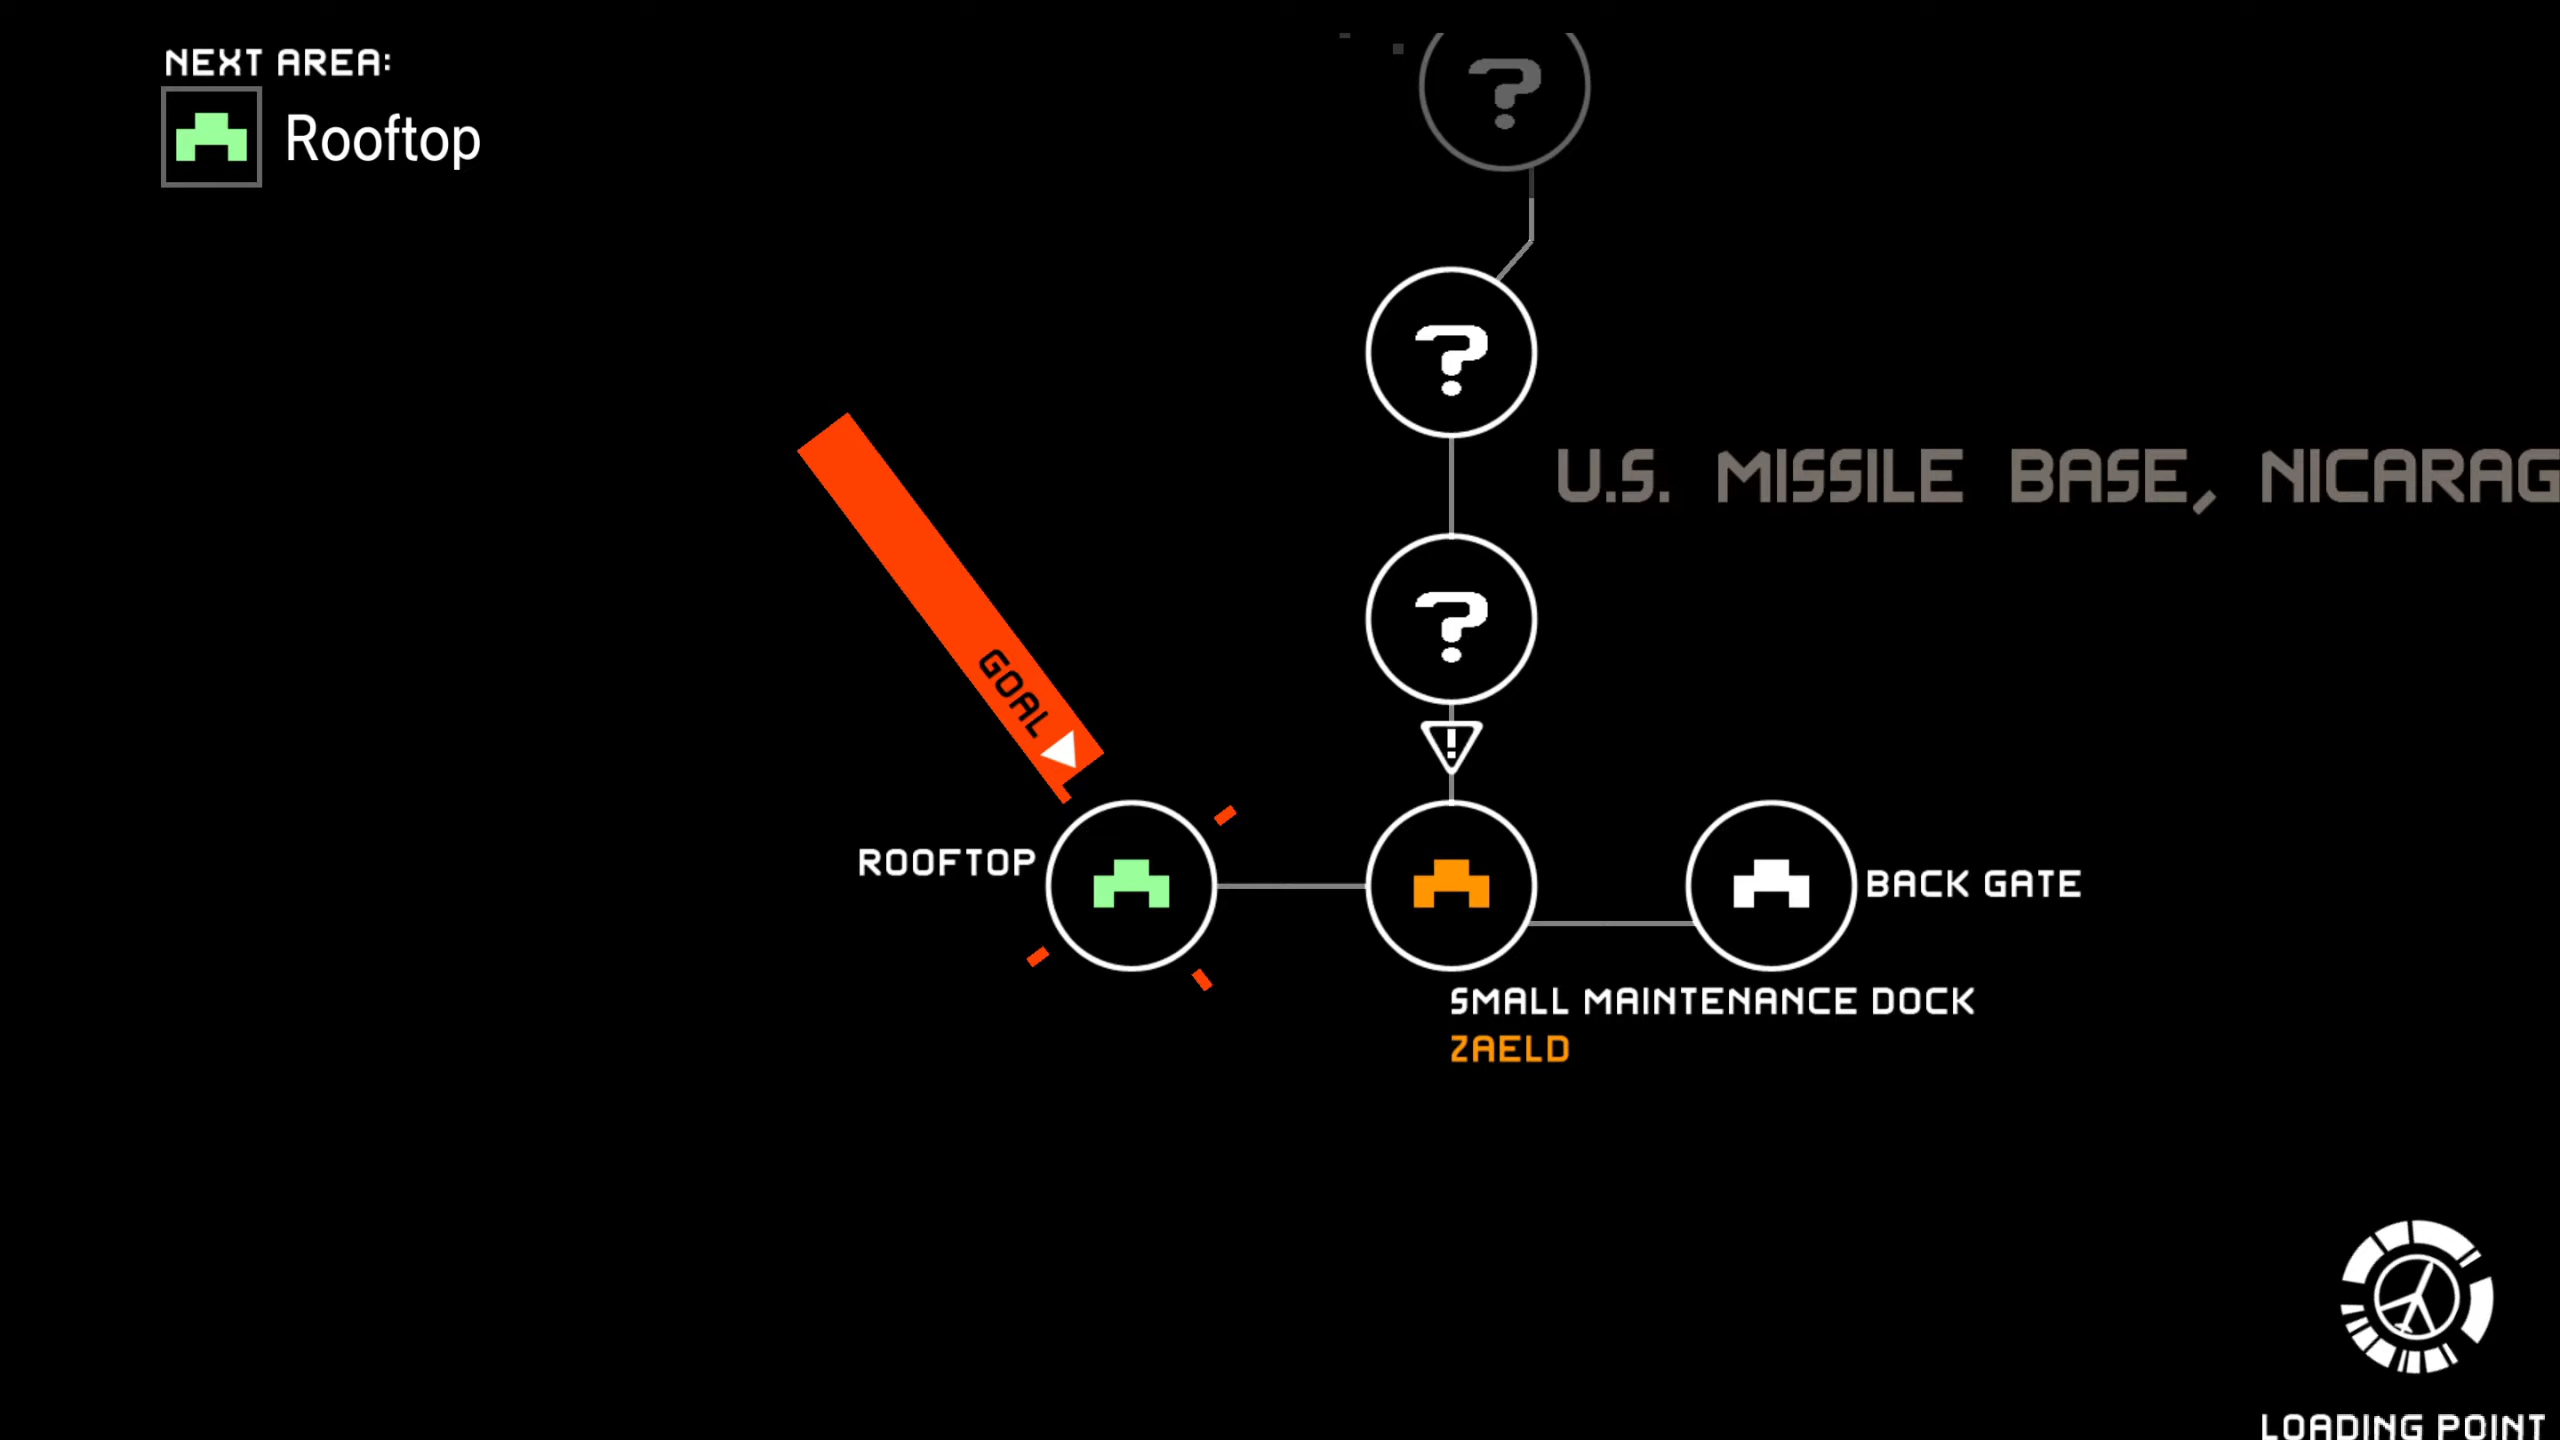 NEXT AREA:
Rooftop
?
?
U.S. MISSILE BASE, NICARAG
?
GOAL
!
ROOFTOP
BACK GATE
SMALL MAINTENANCE DOCK
ZAELD
LOADING POINT